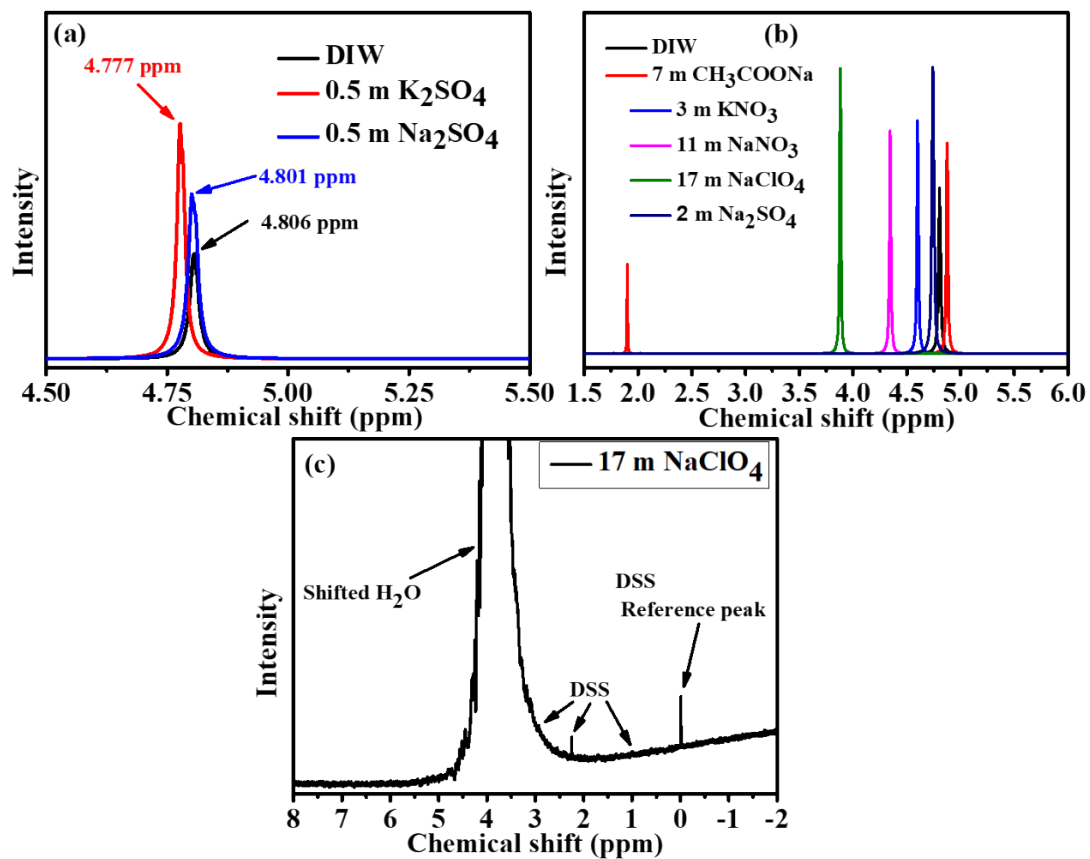 (a)
DIW
0.5 m K₂SO₄
0.5 m Na₂SO₄
4.777 ppm
4.801 ppm
4.806 ppm
Intensity
4.50 4.75 5.00 5.25 5.50
Chemical shift (ppm)
(b)
DIW
7 m CH₃COONa
3 m KNO₃
11 m NaNO₃
17 m NaClO₄
2 m Na₂SO₄
Intensity
1.5 2.0 2.5 3.0 3.5 4.0 4.5 5.0 5.5 6.0
Chemical shift (ppm)
(c)
17 m NaClO₄
Shifted H₂O
DSS
Reference peak
DSS
Intensity
8 7 6 5 4 3 2 1 0 -1 -2
Chemical shift (ppm)